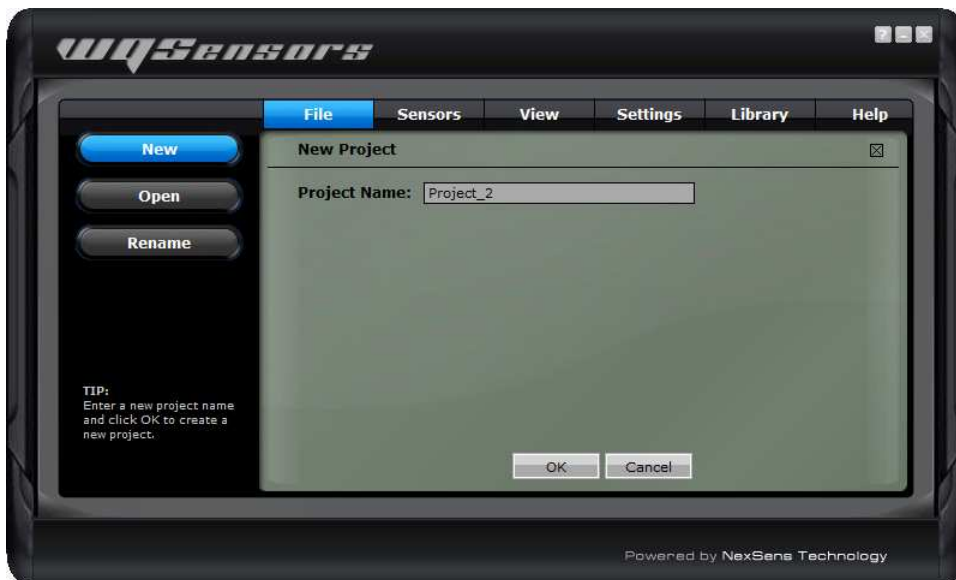 WQSensors
? - X
File Sensors View Settings Library Help
New
Open
Rename
New Project
Project Name: Project_2
TIP:
Enter a new project name
and click OK to create a
new project.
OK Cancel
Powered by NexSens Technology